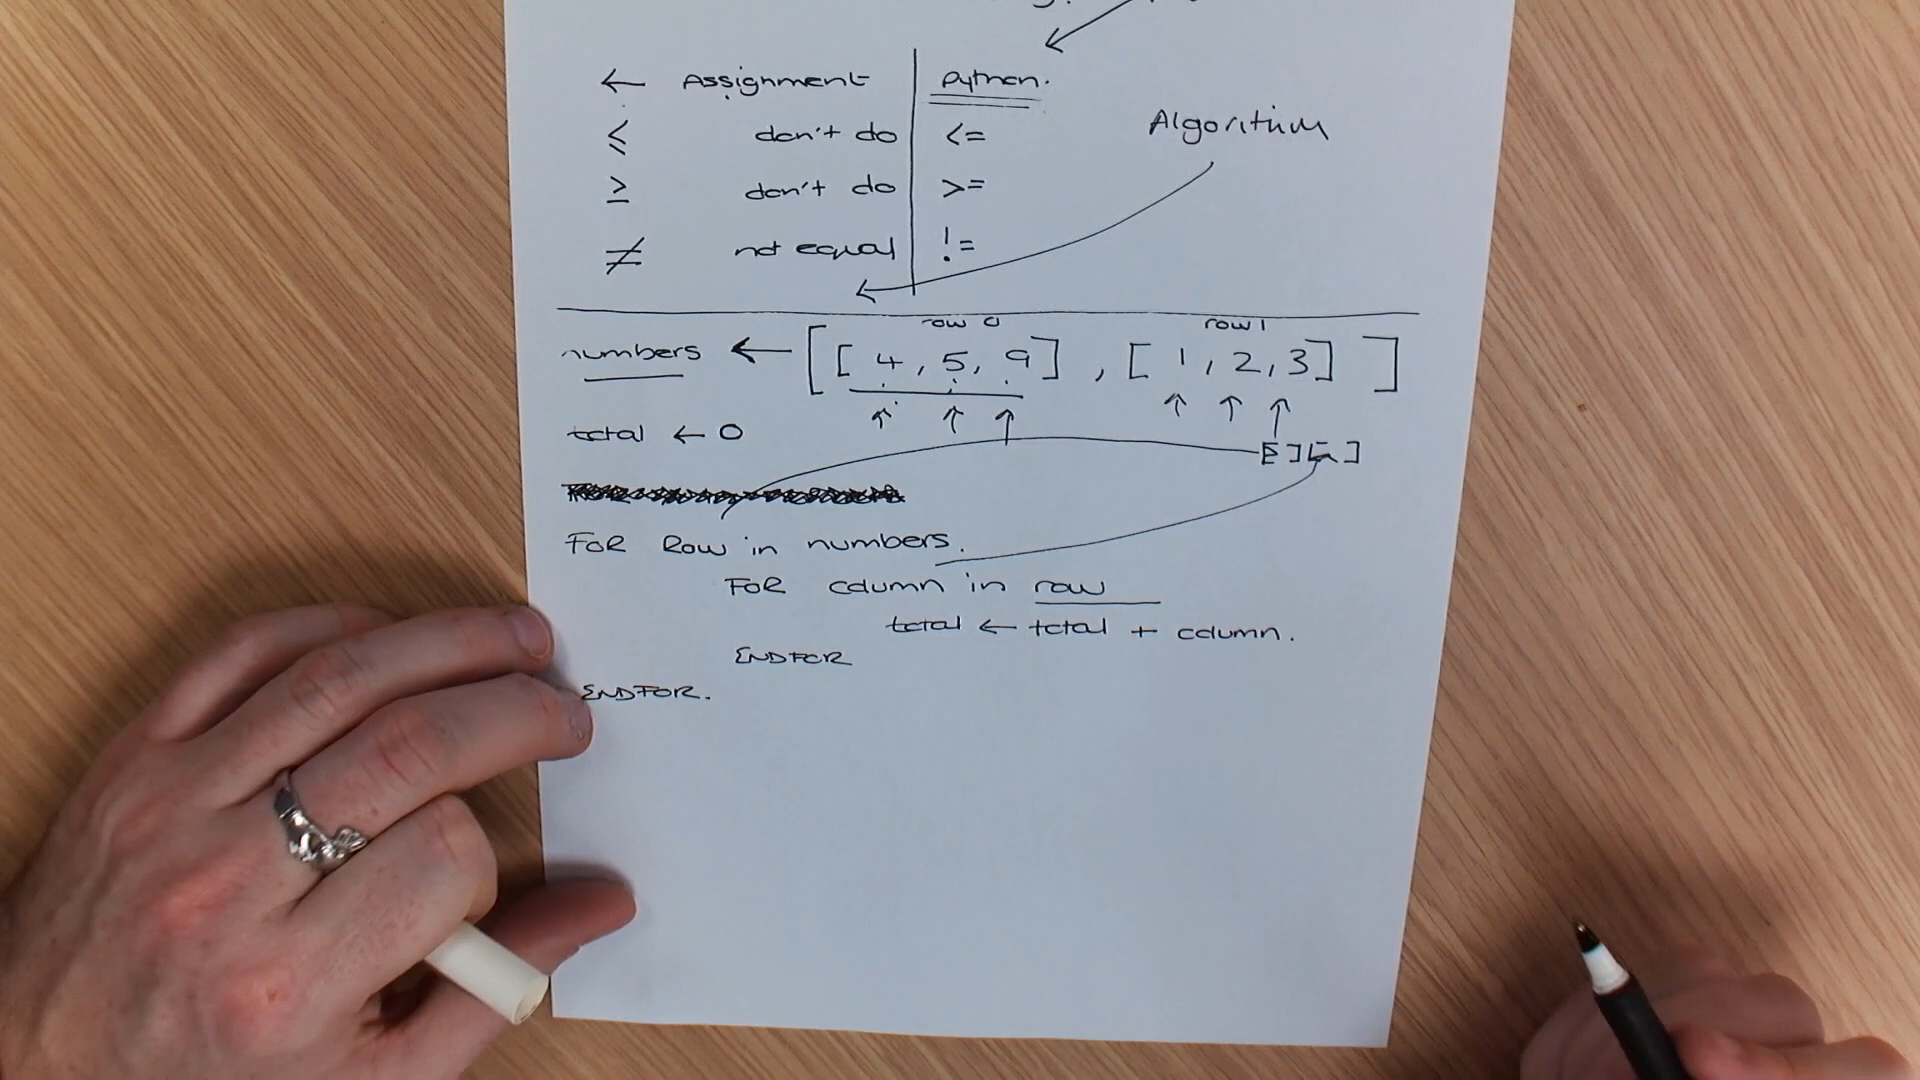 ← Assignment Python.
≤ don't do <=
≥ don't do >=
≠ not equal !=
Algorithim
row 0 row 1
numbers ← [[4, 5, 9], [1, 2, 3]]
total ← 0
[ ][ ]
FOR Row in numbers.
FOR column in row
total ← total + column.
ENDFOR
ENDFOR.